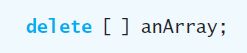 delete [ ] anArray;